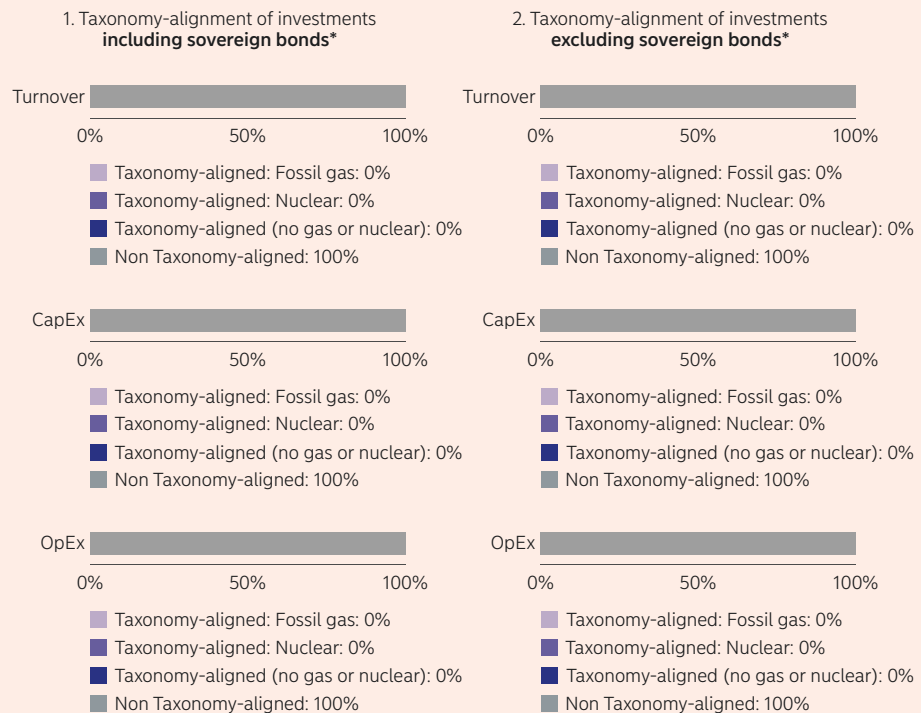 1. Taxonomy-alignment of investments
including sovereign bonds*
Turnover
0% 50% 100%
Taxonomy-aligned: Fossil gas: 0%
Taxonomy-aligned: Nuclear: 0%
Taxonomy-aligned (no gas or nuclear): 0%
Non Taxonomy-aligned: 100%
CapEx
0% 50% 100%
Taxonomy-aligned: Fossil gas: 0%
Taxonomy-aligned: Nuclear: 0%
Taxonomy-aligned (no gas or nuclear): 0%
Non Taxonomy-aligned: 100%
OpEx
0% 50% 100%
Taxonomy-aligned: Fossil gas: 0%
Taxonomy-aligned: Nuclear: 0%
Taxonomy-aligned (no gas or nuclear): 0%
Non Taxonomy-aligned: 100%
2. Taxonomy-alignment of investments
excluding sovereign bonds*
Turnover
0% 50% 100%
Taxonomy-aligned: Fossil gas: 0%
Taxonomy-aligned: Nuclear: 0%
Taxonomy-aligned (no gas or nuclear): 0%
Non Taxonomy-aligned: 100%
CapEx
0% 50% 100%
Taxonomy-aligned: Fossil gas: 0%
Taxonomy-aligned: Nuclear: 0%
Taxonomy-aligned (no gas or nuclear): 0%
Non Taxonomy-aligned: 100%
OpEx
0% 50% 100%
Taxonomy-aligned: Fossil gas: 0%
Taxonomy-aligned: Nuclear: 0%
Taxonomy-aligned (no gas or nuclear): 0%
Non Taxonomy-aligned: 100%